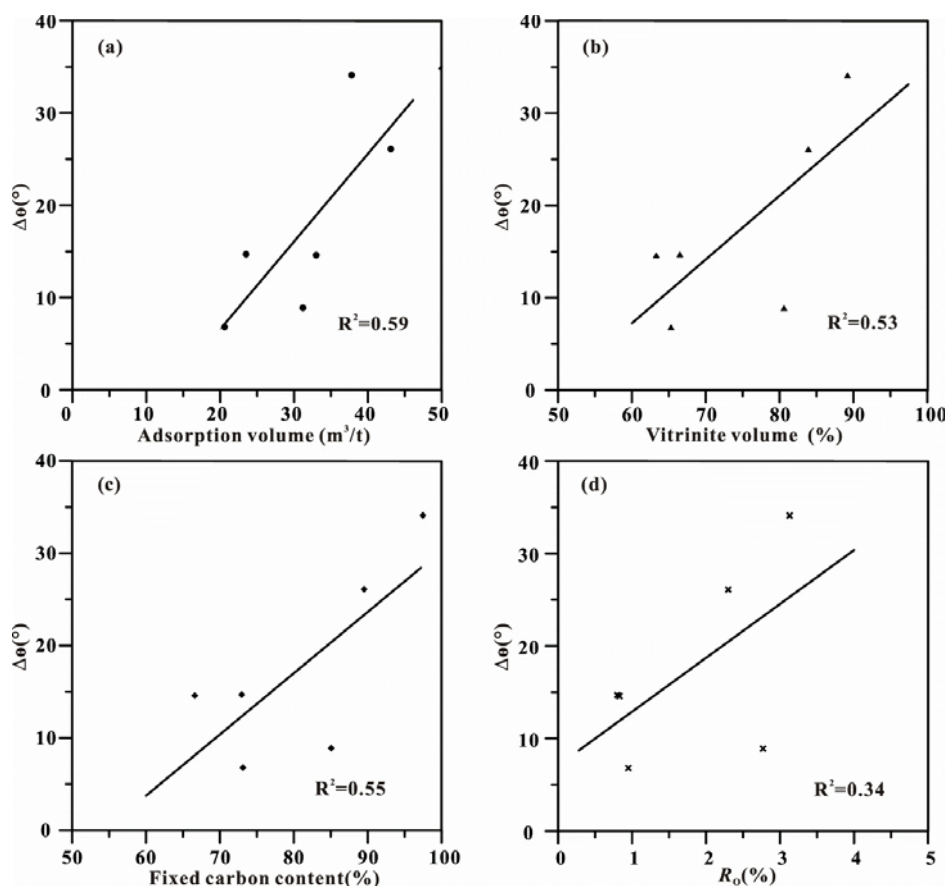 40
(a)
30
Δθ(°)
20
10
R²=0.59
0
0
10
20
30
40
50
Adsorption volume (m³/t)
40
(b)
30
Δθ(°)
20
10
R²=0.53
0
50
60
70
80
90
100
Vitrinite volume (%)
40
(c)
30
Δθ(°)
20
10
R²=0.55
0
50
60
70
80
90
100
Fixed carbon content(%)
40
(d)
30
Δθ(°)
20
10
R²=0.34
0
0
1
2
3
4
5
Rₒ(%)